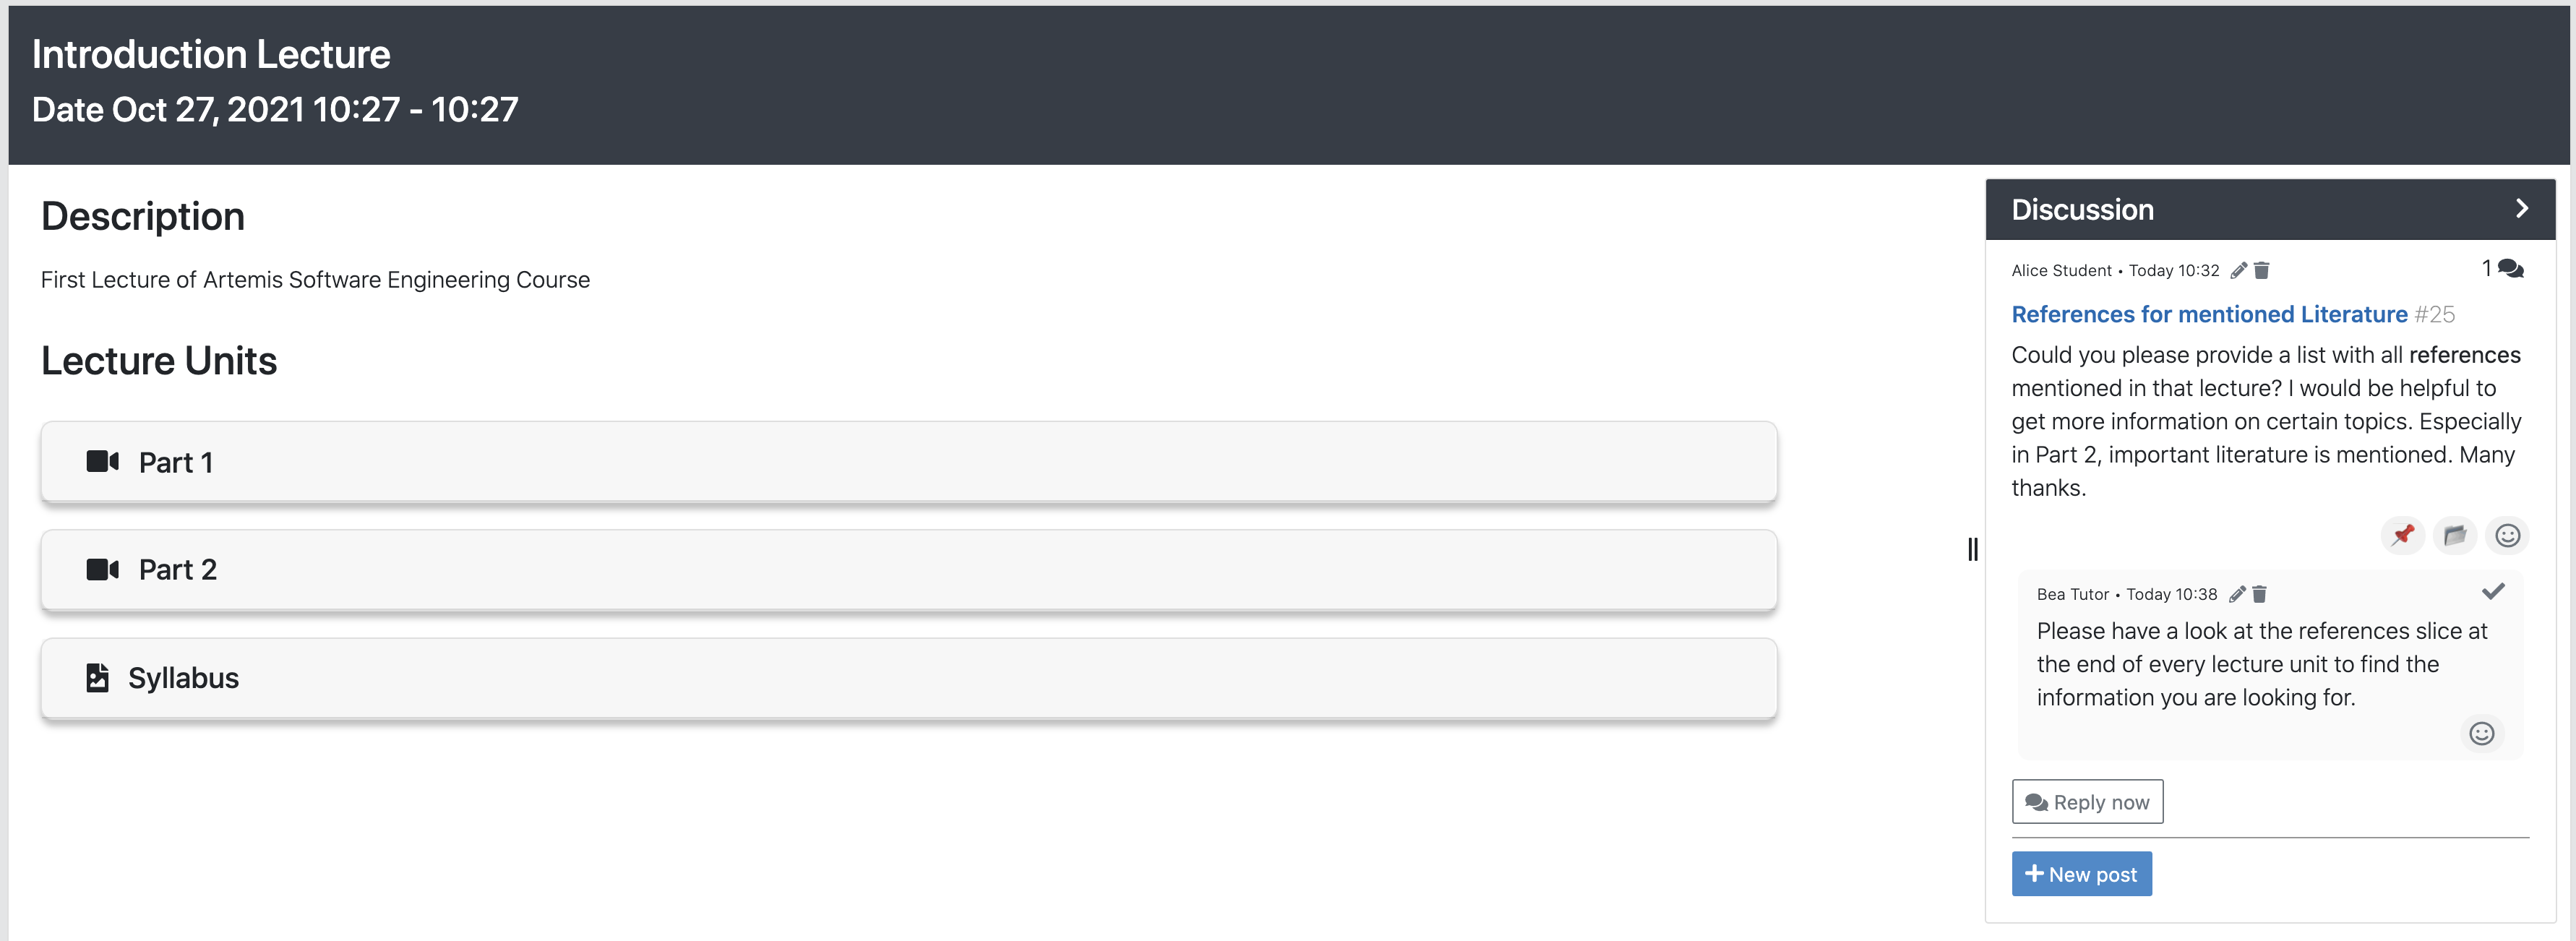 Introduction Lecture
Date Oct 27, 2021 10:27 - 10:27
Description
First Lecture of Artemis Software Engineering Course
Lecture Units
Part 1
Part 2
Syllabus
Discussion
Alice Student • Today 10:32
1
References for mentioned Literature #25
Could you please provide a list with all references
mentioned in that lecture? I would be helpful to
get more information on certain topics. Especially
in Part 2, important literature is mentioned. Many
thanks.
Bea Tutor • Today 10:38
Please have a look at the references slice at
the end of every lecture unit to find the
information you are looking for.
Reply now
New post